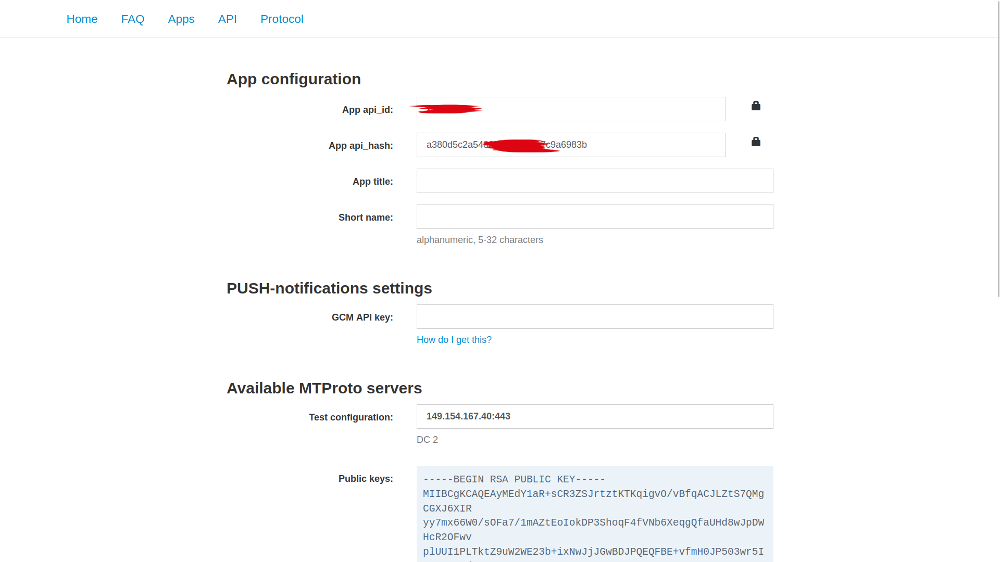 Home FAQ Apps API Protocol
App configuration
App api_id:
App api_hash: a380d5c2a54 c9a6983b
App title:
Short name:
alphanumeric, 5-32 characters
PUSH-notifications settings
GCM API key:
How do I get this?
Available MTProto servers
Test configuration: 149.154.167.40:443
DC 2
Public keys: -----BEGIN RSA PUBLIC KEY-----
MIIBCgKCAQEAyMEdY1aR+sCR3ZSJrtztKTKqigvO/vBfqACJLZtS7QMg
CGXJ6XIR
yy7mx66W0/sOFa7/1mAZtEoIokDP3ShoqF4fVNb6XeqgQfaUHd8wJpDW
HcR2OFwv
plUUI1PLTktZ9uW2WE23b+ixNwJjJGwBDJPQEQFBE+vfmH0JP503wr5I